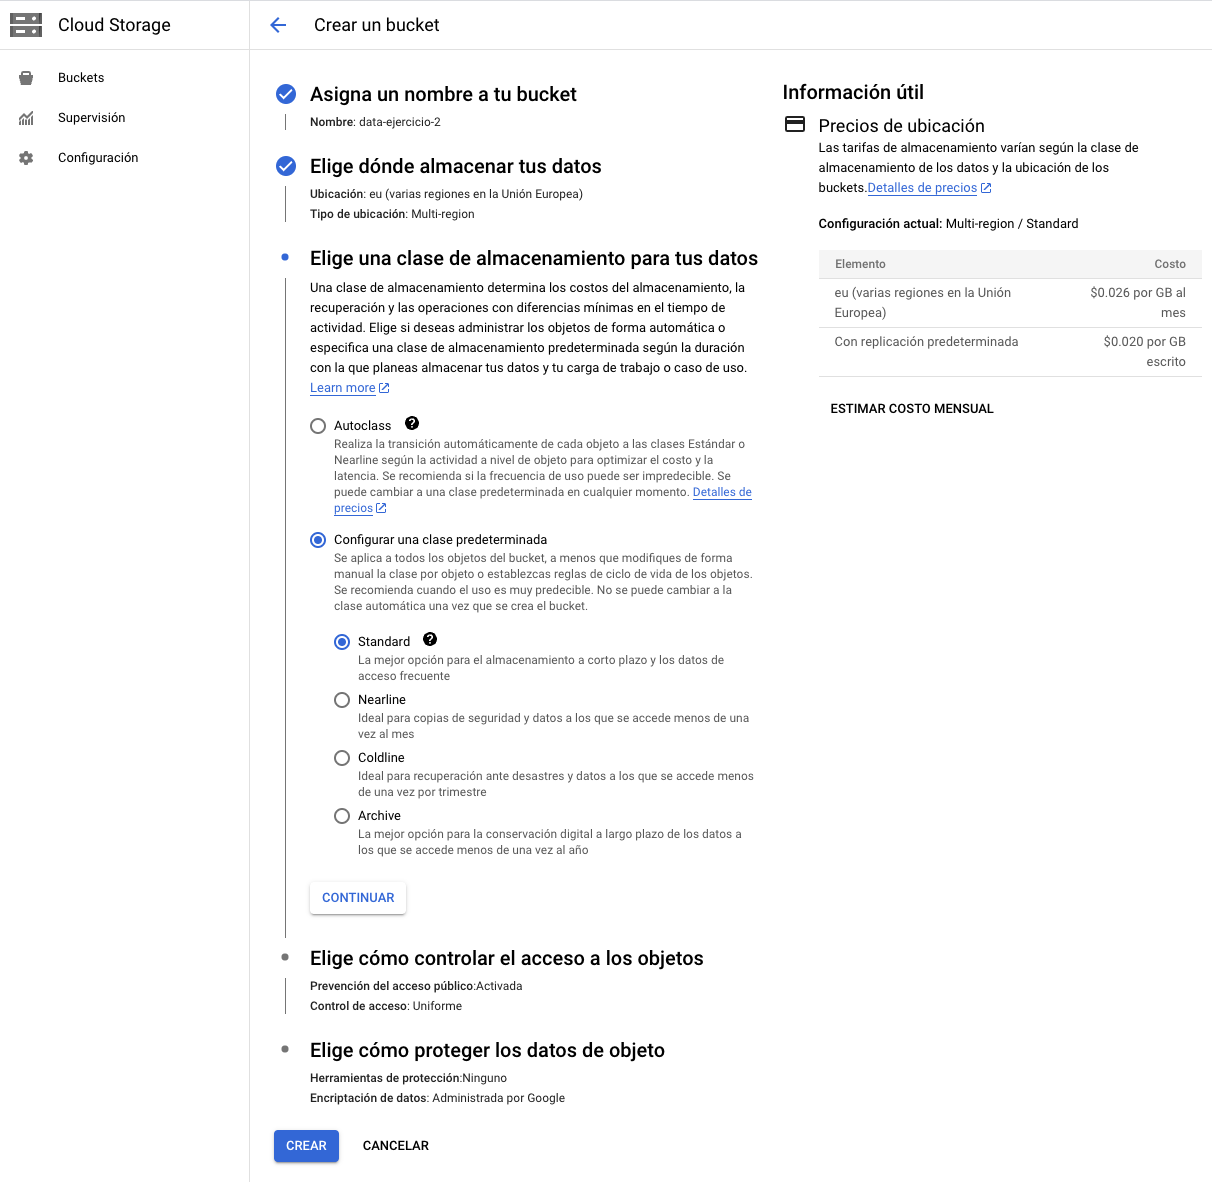 Cloud Storage
Crear un bucket
Buckets
Supervisión
Configuración
Asigna un nombre a tu bucket
Nombre: data-ejercicio-2
Elige dónde almacenar tus datos
Ubicación: eu (varias regiones en la Unión Europea)
Tipo de ubicación: Multi-region
Elige una clase de almacenamiento para tus datos
Una clase de almacenamiento determina los costos del almacenamiento, la
recuperación y las operaciones con diferencias mínimas en el tiempo de
actividad. Elige si deseas administrar los objetos de forma automática o
especifica una clase de almacenamiento predeterminada según la duración
con la que planeas almacenar tus datos y tu carga de trabajo o caso de uso.
Learn more
Autoclass
Realiza la transición automáticamente de cada objeto a las clases Estándar o
Nearline según la actividad a nivel de objeto para optimizar el costo y la
latencia. Se recomienda si la frecuencia de uso puede ser impredecible. Se
puede cambiar a una clase predeterminada en cualquier momento. Detalles de
precios
Configurar una clase predeterminada
Se aplica a todos los objetos del bucket, a menos que modifiques de forma
manual la clase por objeto o establezcas reglas de ciclo de vida de los objetos.
Se recomienda cuando el uso es muy predecible. No se puede cambiar a la
clase automática una vez que se crea el bucket.
Standard
La mejor opción para el almacenamiento a corto plazo y los datos de
acceso frecuente
Nearline
Ideal para copias de seguridad y datos a los que se accede menos de una
vez al mes
Coldline
Ideal para recuperación ante desastres y datos a los que se accede menos
de una vez por trimestre
Archive
La mejor opción para la conservación digital a largo plazo de los datos a
los que se accede menos de una vez al año
CONTINUAR
Elige cómo controlar el acceso a los objetos
Prevención del acceso público:Activada
Control de acceso: Uniforme
Elige cómo proteger los datos de objeto
Herramientas de protección:Ninguno
Encriptación de datos: Administrada por Google
CREAR
CANCELAR
Información útil
Precios de ubicación
Las tarifas de almacenamiento varían según la clase de
almacenamiento de los datos y la ubicación de los
buckets.Detalles de precios
Configuración actual: Multi-region / Standard
Elemento Costo
eu (varias regiones en la Unión $0.026 por GB al
Europea) mes
Con replicación predeterminada $0.020 por GB
escrito
ESTIMAR COSTO MENSUAL